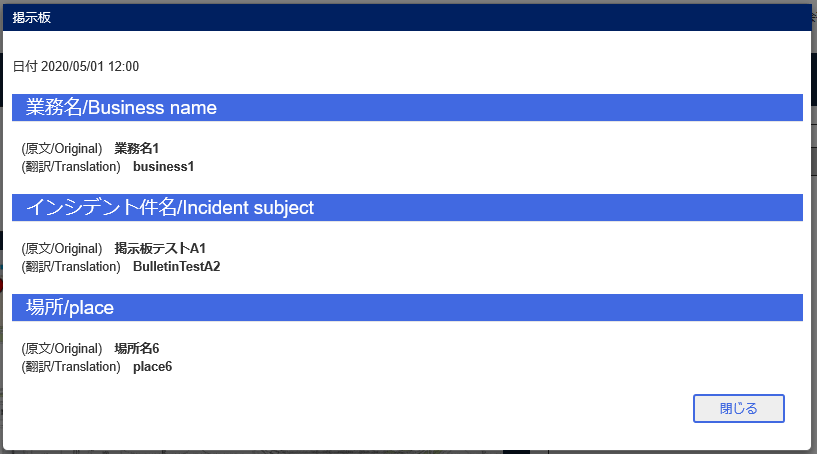 掲示板
日付 2020/05/01 12:00
業務名/Business name
(原文/Original) 業務名1
(翻訳/Translation) business1
インシデント件名/Incident subject
(原文/Original) 掲示板テストA1
(翻訳/Translation) BulletinTestA2
場所/place
(原文/Original) 場所名6
(翻訳/Translation) place6
閉じる